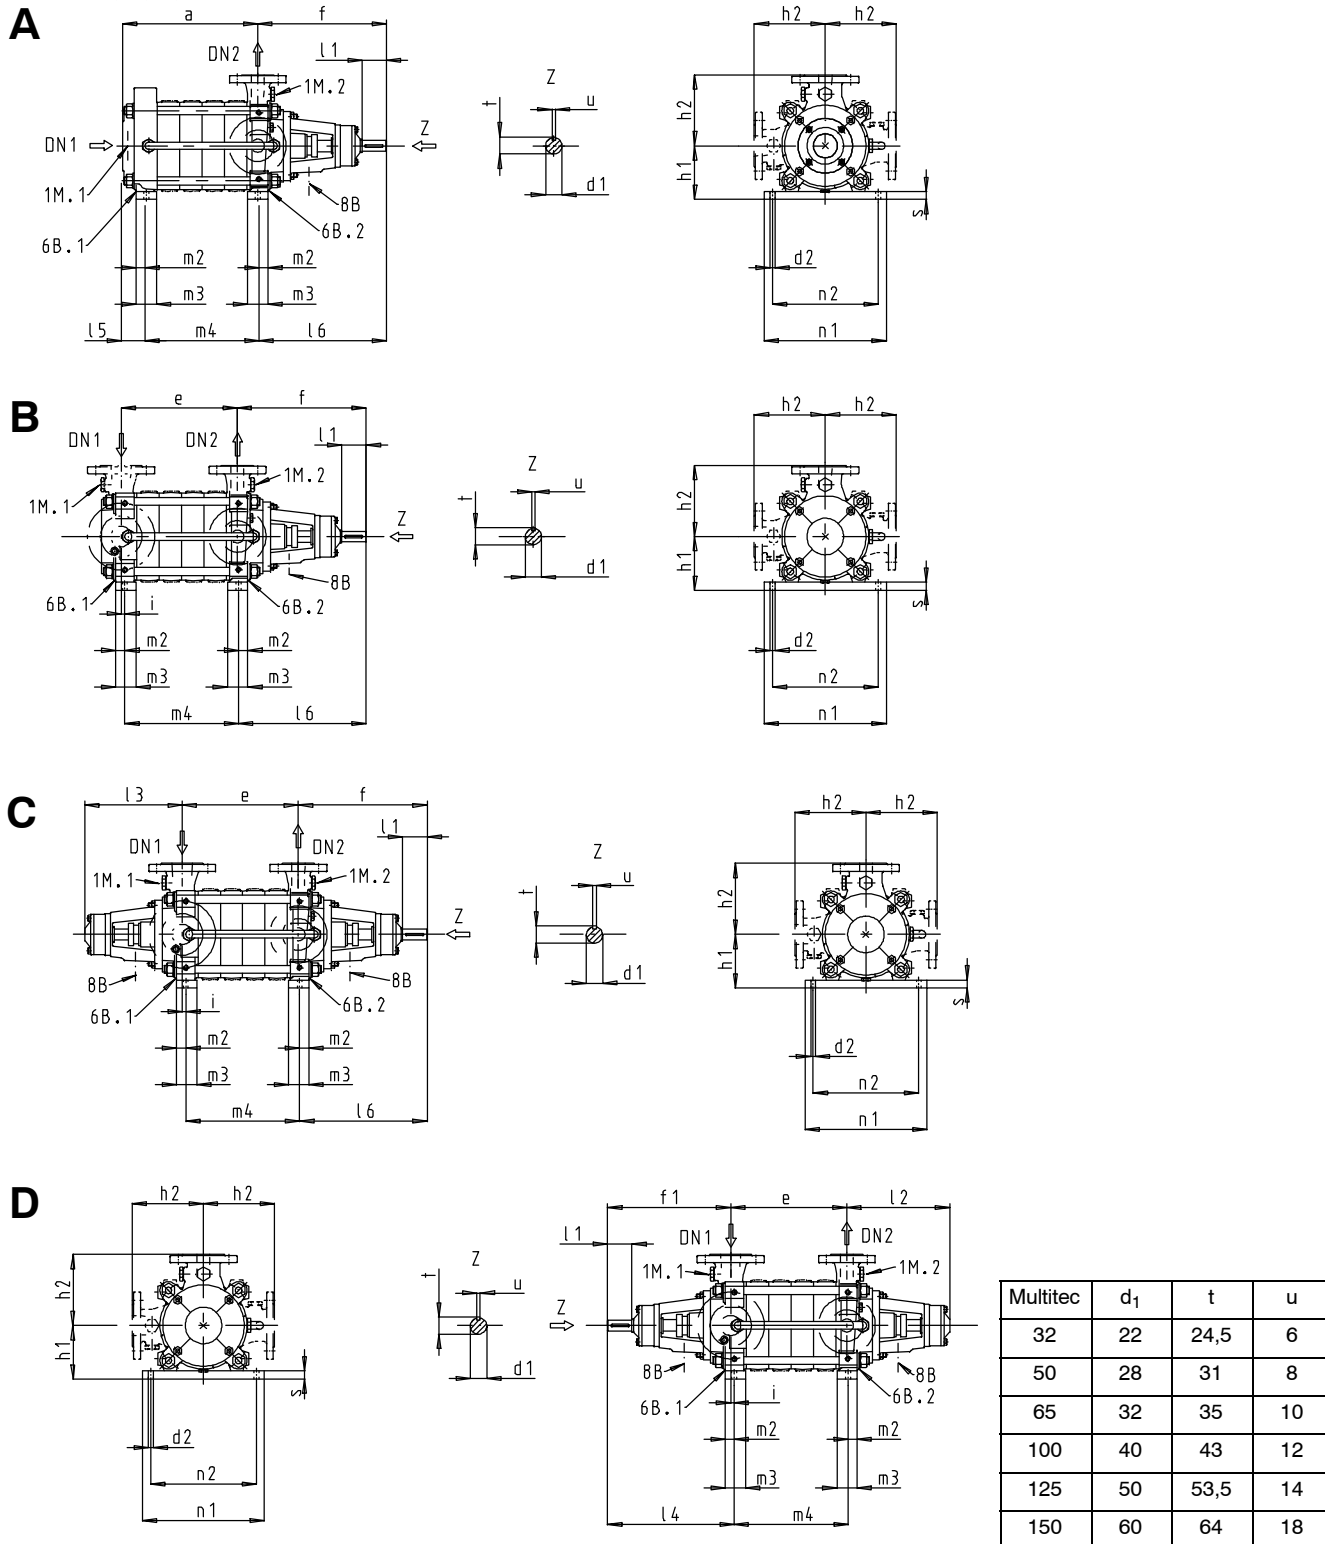 A
a
f
h2
h2
DN2
l1
Z
1M.2
t
u
h2
DN1
Z
h1
1M.1
d1
8B
s
6B.1
6B.2
m2
m2
d2
m3
m3
n2
l5
m4
l6
n1
B
e
f
h2
h2
DN1
DN2
l1
Z
1M.2
u
h2
1M.1
t
Z
h1
8B
d1
6B.1
i
6B.2
s
m2
m2
d2
m3
m3
n2
m4
l6
n1
C
l3
e
f
h2
h2
l1
DN1
DN2
Z
1M.1
1M.2
t
u
h2
Z
h1
8B
8B
d1
6B.1
i
6B.2
s
m2
m2
d2
m3
m3
n2
m4
l6
n1
D
h2
h2
f1
e
l2
l1
DN1
DN2
h2
Z
t
u
1M.1
1M.2
Z
h1
d1
8B
8B
s
6B.1
i
6B.2
d2
m2
m2
n2
m3
m3
n1
l4
m4
Multitec d1 t u
32 22 24,5 6
50 28 31 8
65 32 35 10
100 40 43 12
125 50 53,5 14
150 60 64 18